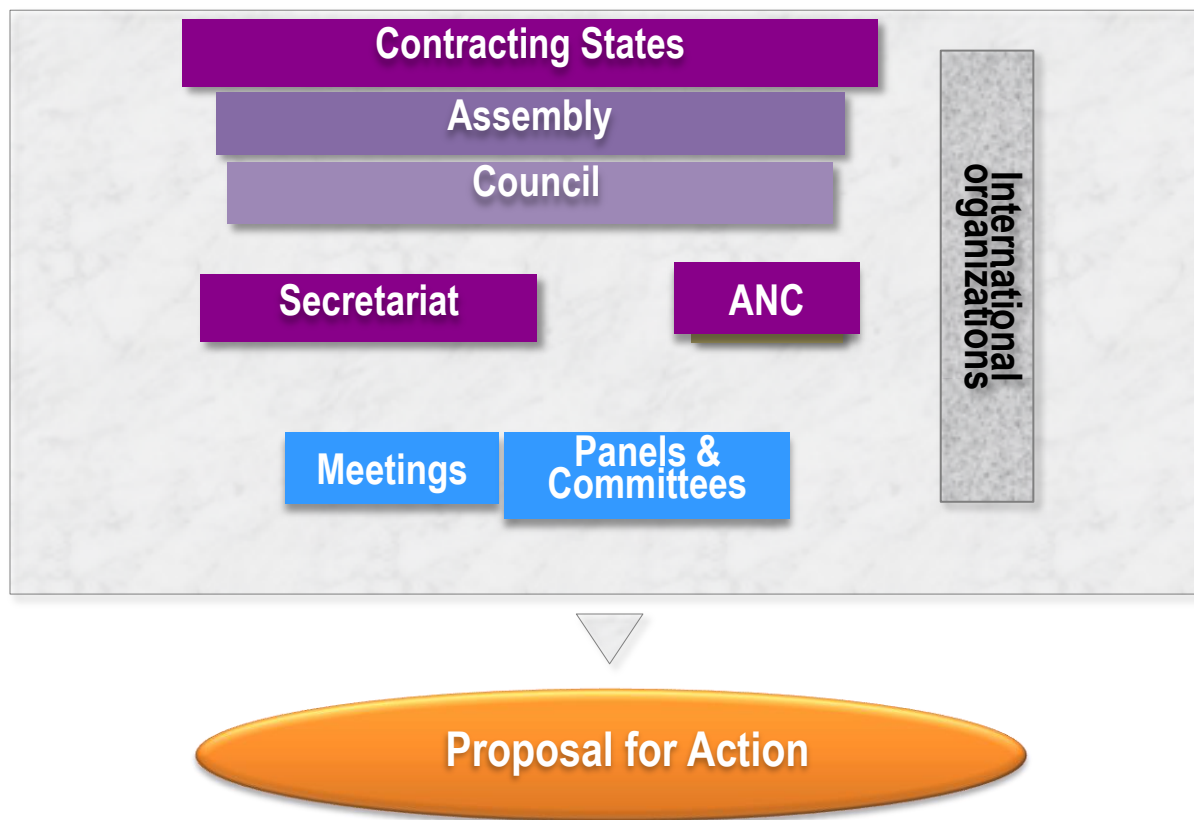 Contracting States
Assembly
Council
International
organizations
Secretariat
ANC
Meetings
Panels &
Committees
Proposal for Action